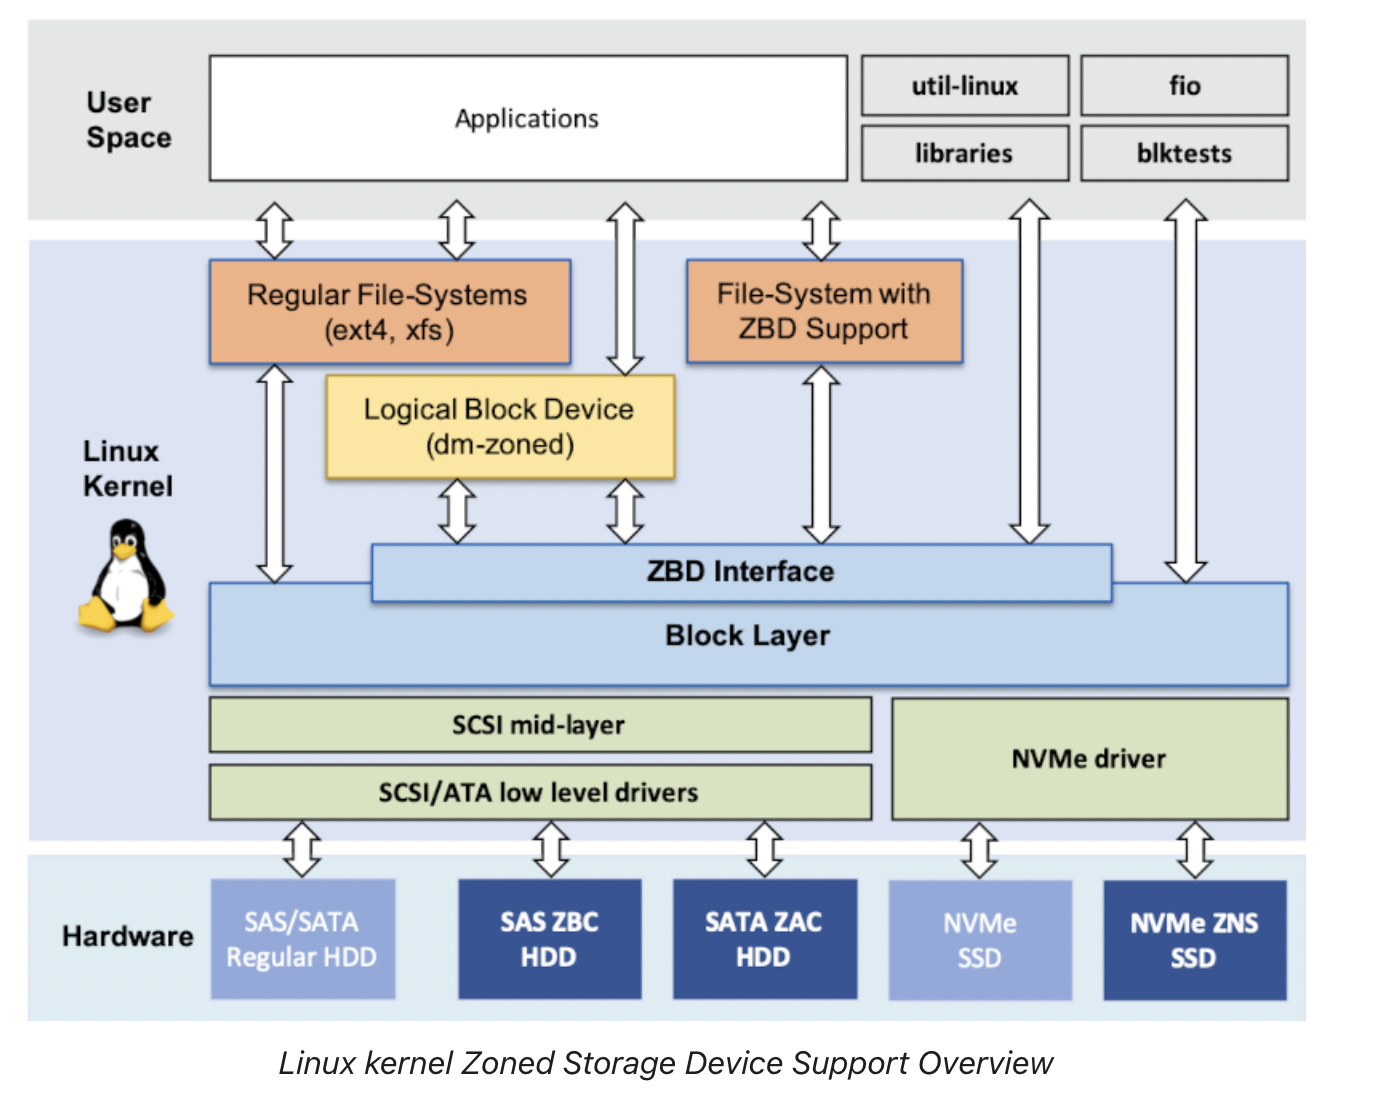 User
Space
Applications
util-linux
fio
libraries
blktests
Regular File-Systems
(ext4, xfs)
File-System with
ZBD Support
Logical Block Device
(dm-zoned)
Linux
Kernel
ZBD Interface
Block Layer
SCSI mid-layer
NVMe driver
SCSI/ATA low level drivers
Hardware
SAS/SATA
Regular HDD
SAS ZBC
HDD
SATA ZAC
HDD
NVMe
SSD
NVMe ZNS
SSD
Linux kernel Zoned Storage Device Support Overview